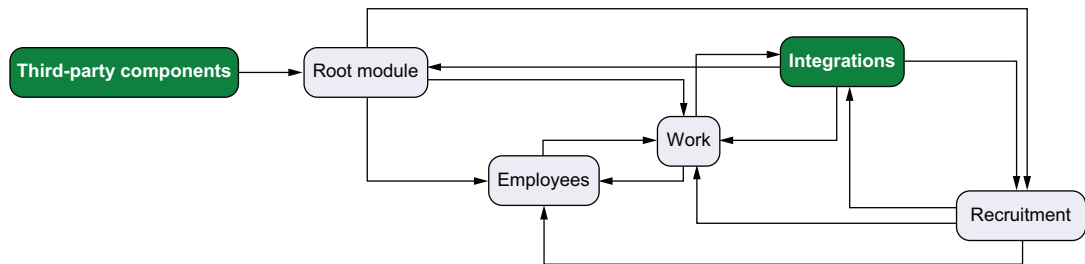 Third-party components
Root module
Integrations
Work
Employees
Recruitment